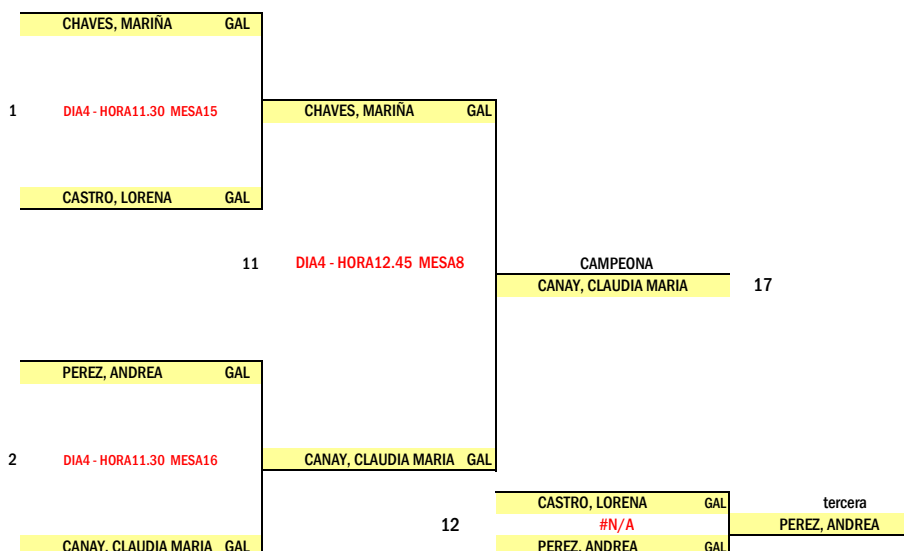 CHAVES, MARIÑA GAL
1 DIA4 - HORA11.30 MESA15
CHAVES, MARIÑA GAL
CASTRO, LORENA GAL
11 DIA4 - HORA12.45 MESA8
CAMPEONA
CANAY, CLAUDIA MARIA 17
PEREZ, ANDREA GAL
2 DIA4 - HORA11.30 MESA16
CANAY, CLAUDIA MARIA GAL
CASTRO, LORENA GAL
tercera
12 #N/A
PEREZ, ANDREA
CANAY, CLAUDIA MARIA GAL
PEREZ, ANDREA GAL